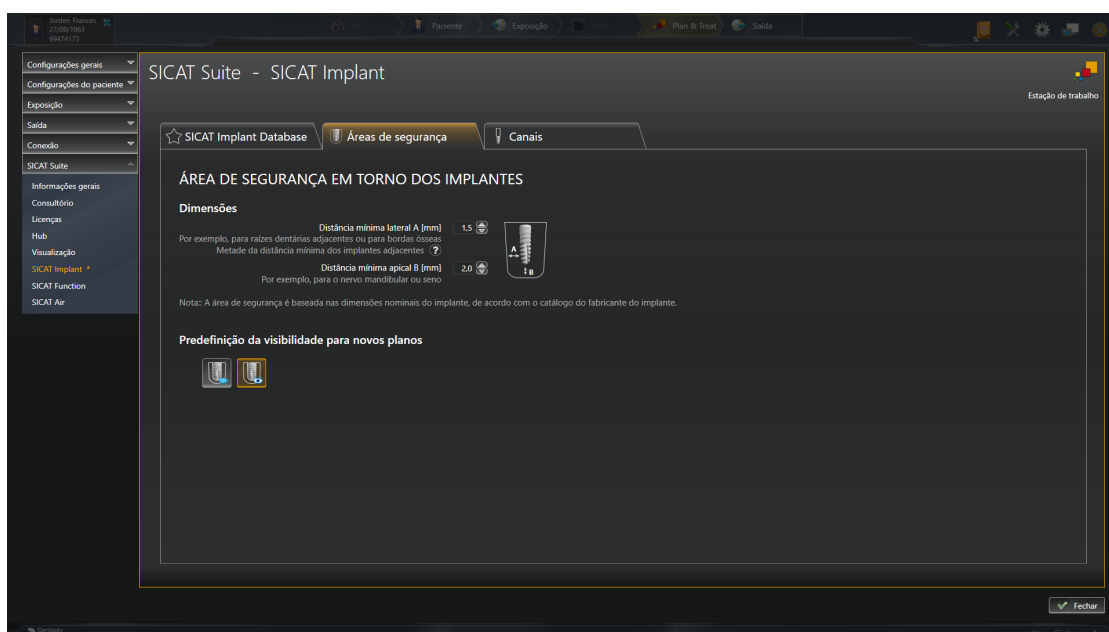 Jorden Frances
27/09/1963
69474173
Paciente
Exposição
Plan & Treat
Saída
Configurações gerais
Configurações do paciente
Exposição
Saída
Conexão
SICAT Suite
Informações gerais
Consultório
Licenças
Hub
Visualização
SICAT Implant *
SICAT Function
SICAT Air
SICAT Suite - SICAT Implant
Estação de trabalho
SICAT Implant Database
Áreas de segurança
Canais
ÁREA DE SEGURANÇA EM TORNO DOS IMPLANTES
Dimensões
Distância mínima lateral A [mm] 1,5
Por exemplo, para raízes dentárias adjacentes ou para bordas ósseas
Metade da distância mínima dos implantes adjacentes ?
A
Distância mínima apical B [mm] 2,0
B
Por exemplo, para o nervo mandibular ou seno
Nota:: A área de segurança é baseada nas dimensões nominais do implante, de acordo com o catálogo do fabricante do implante.
Predefinição da visibilidade para novos planos
Fechar